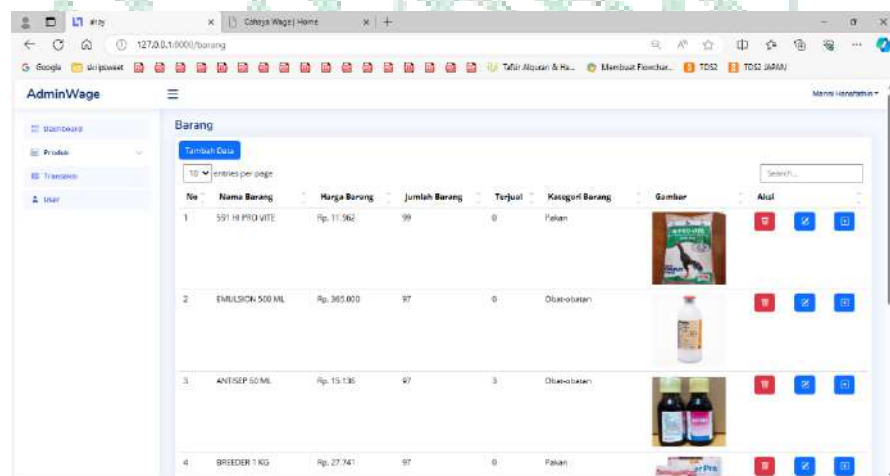 Cahaya Wage | Home
127.0.0.1:8000/barang
Google skripsweet Tafsir Alquran & Ha... Membuat Flowchar... TDS2 TDS2 JAPAN
AdminWage
Dashboard
Produk
Transaksi
User
Barang
Tambah Data
10 entries per page
Search...
No Nama Barang Harga Barang Jumlah Barang Terjual Kategori Barang Gambar Aksi
1 591 HI PRO VITE Rp. 11.962 99 0 Pakan
2 EMULSION 500 ML Rp. 365.000 97 0 Obat-obatan
3 ANTISEP 60 ML Rp. 15.136 97 3 Obat-obatan
4 BREEDER 1 KG Rp. 27.741 97 0 Pakan